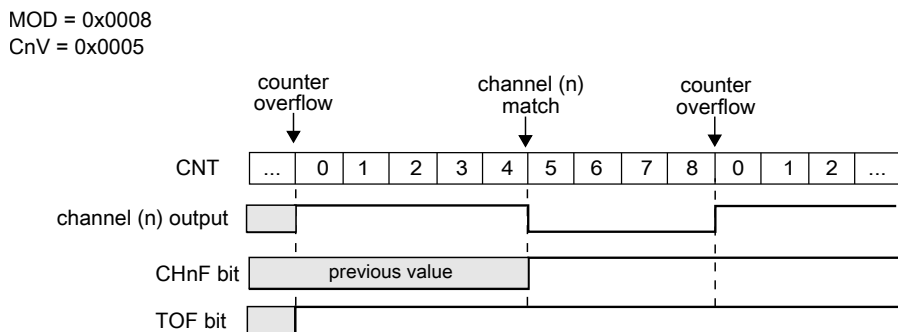 MOD = 0x0008
CnV = 0x0005
counter overflow
channel (n) match
counter overflow
CNT ... 0 1 2 3 4 5 6 7 8 0 1 2 ...
channel (n) output
CHnF bit previous value
TOF bit